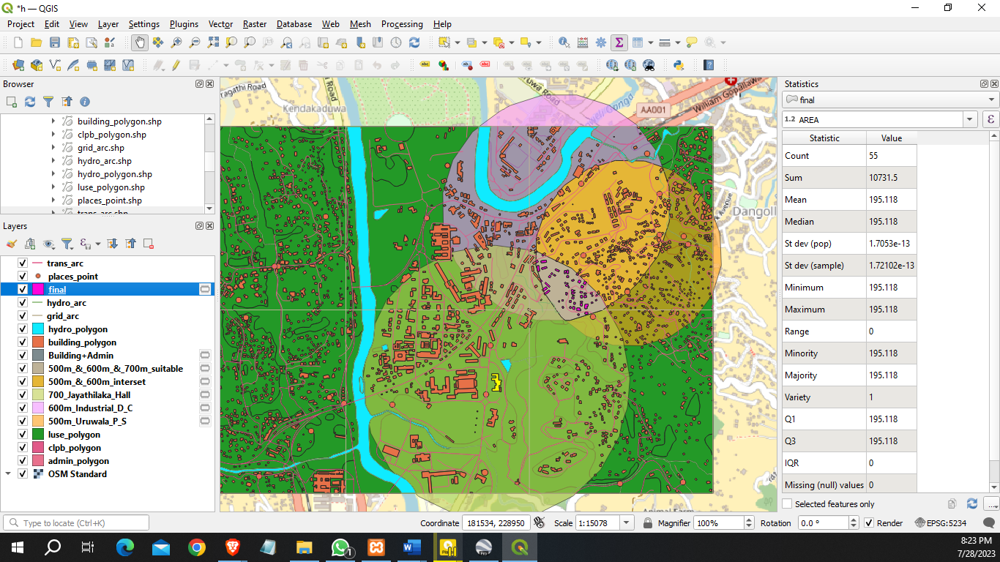 *h — QGIS
Project Edit View Layer Settings Plugins Vector Raster Database Web Mesh Processing Help
Browser
building_polygon.shp
clpb_polygon.shp
grid_arc.shp
hydro_arc.shp
hydro_polygon.shp
luse_polygon.shp
places_point.shp
trans_arc.shp
Layers
trans_arc
places_point
final
hydro_arc
grid_arc
hydro_polygon
building_polygon
Building+Admin
500m_&_600m_&_700m_suitable
500m_&_600m_interset
700_Jayathilaka_Hall
600m_Industrial_D_C
500m_Uruwala_P_S
luse_polygon
clpb_polygon
admin_polygon
OSM Standard
ragathi Road
Kendakaduwa
Road
uwa Road
AA001
William Gopallawa
Avenue
Dangoll
Animal Farm
Statistics
final
1.2 AREA
ε
Statistic Value
Count 55
Sum 10731.5
Mean 195.118
Median 195.118
St dev (pop) 1.7053e-13
St dev (sample) 1.72102e-13
Minimum 195.118
Maximum 195.118
Range 0
Minority 195.118
Majority 195.118
Variety 1
Q1 195.118
Q3 195.118
IQR 0
Missing (null) values 0
Selected features only
Type to locate (Ctrl+K)
Coordinate 181534, 228950 Scale 1:15078 Magnifier 100% Rotation 0.0 ° Render EPSG:5234
8:23 PM
7/28/2023